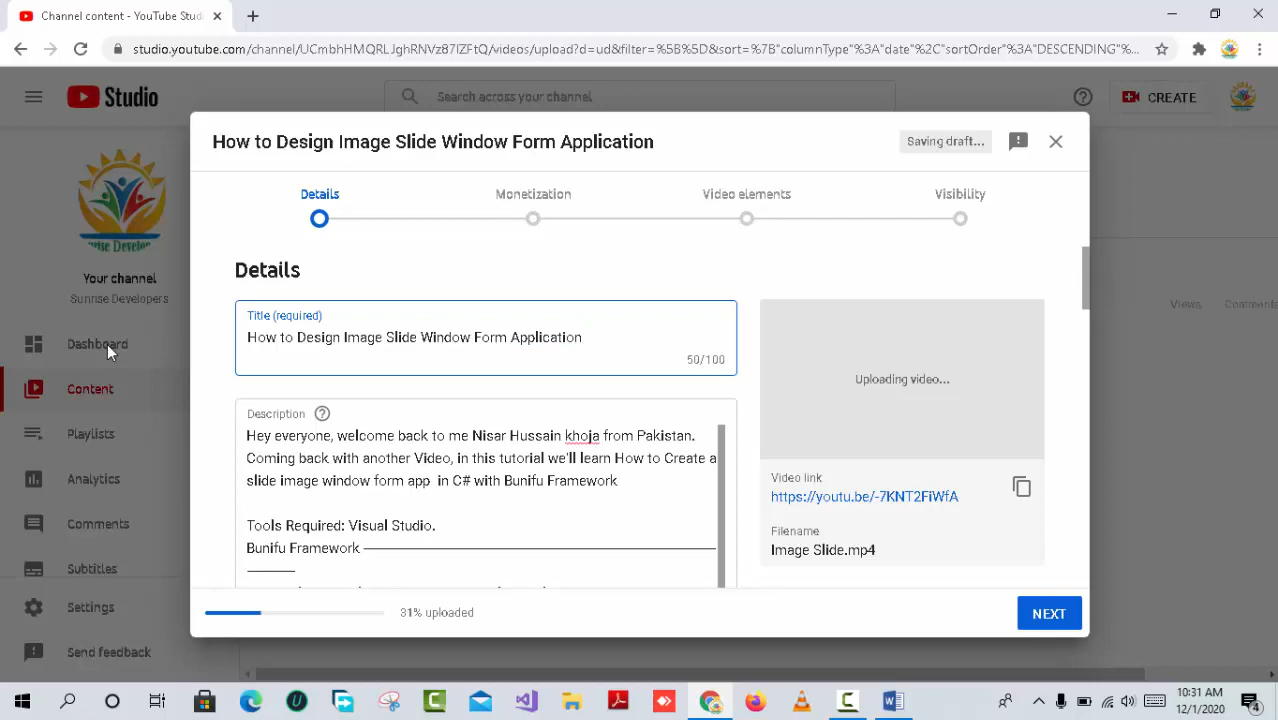 Channel content - YouTube Stud
studio.youtube.com/channel/UCmbhHMQRLJghRNVz87lZFtQ/videos/upload?d=ud&filter=%5B%5D&sort=%7B"columnType"%3A"date"%2C"sortOrder"%3A"DESCENDING"%...
Studio
Search across your channel
CREATE
How to Design Image Slide Window Form Application
Saving draft...
Details
Monetization
Video elements
Visibility
Sunrise Develope
Your channel
Sunrise Developers
Dashboard
Content
Playlists
Analytics
Comments
Subtitles
Settings
Send feedback
Details
Title (required)
How to Design Image Slide Window Form Application
50/100
Description
Hey everyone, welcome back to me Nisar Hussain khoja from Pakistan.
Coming back with another Video, in this tutorial we'll learn How to Create a
slide image window form app in C# with Bunifu Framework
Tools Required: Visual Studio.
Bunifu Framework
Uploading video...
Video link
https://youtu.be/-7KNT2FiWfA
Filename
Image Slide.mp4
Views
Comments
31% uploaded
NEXT
10:31 AM
12/1/2020
4